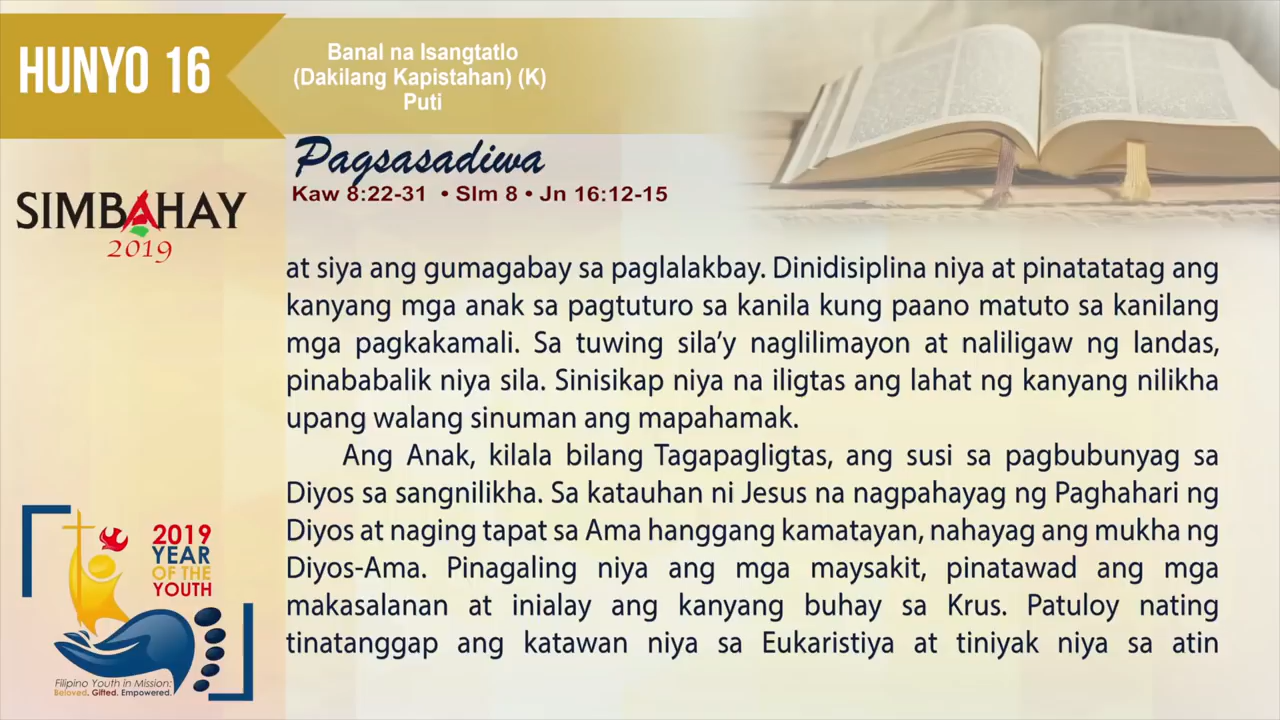 HUNYO 16
Banal na Isangtatlo
(Dakilang Kapistahan) (K)
Puti
Pagsasadiwa
Kaw 8:22-31 • Slm 8 • Jn 16:12-15
SIMBAHAY
2019
at siya ang gumagabay sa paglalakbay. Dinidisiplina niya at pinatatatag ang
kanyang mga anak sa pagtuturo sa kanila kung paano matuto sa kanilang
mga pagkakamali. Sa tuwing sila’y naglilimayon at naliligaw ng landas,
pinababalik niya sila. Sinisikap niya na iligtas ang lahat ng kanyang nilikha
upang walang sinuman ang mapahamak.
Ang Anak, kilala bilang Tagapagligtas, ang susi sa pagbubunyag sa
Diyos sa sangnilikha. Sa katauhan ni Jesus na nagpahayag ng Paghahari ng
Diyos at naging tapat sa Ama hanggang kamatayan, nahayag ang mukha ng
Diyos-Ama. Pinagaling niya ang mga maysakit, pinatawad ang mga
makasalanan at inialay ang kanyang buhay sa Krus. Patuloy nating
tinatanggap ang katawan niya sa Eukaristiya at tiniyak niya sa atin
2019
YEAR
OF THE
YOUTH
Filipino Youth in Mission:
Beloved. Gifted. Empowered.